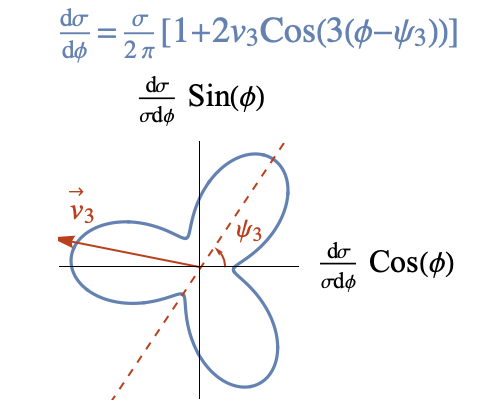 dσ/dφ = σ/2π [1+2v₃Cos(3(φ−ψ₃))]
dσ/σdφ Sin(ϕ)
v⃗₃
ψ₃
dσ/σdφ Cos(ϕ)